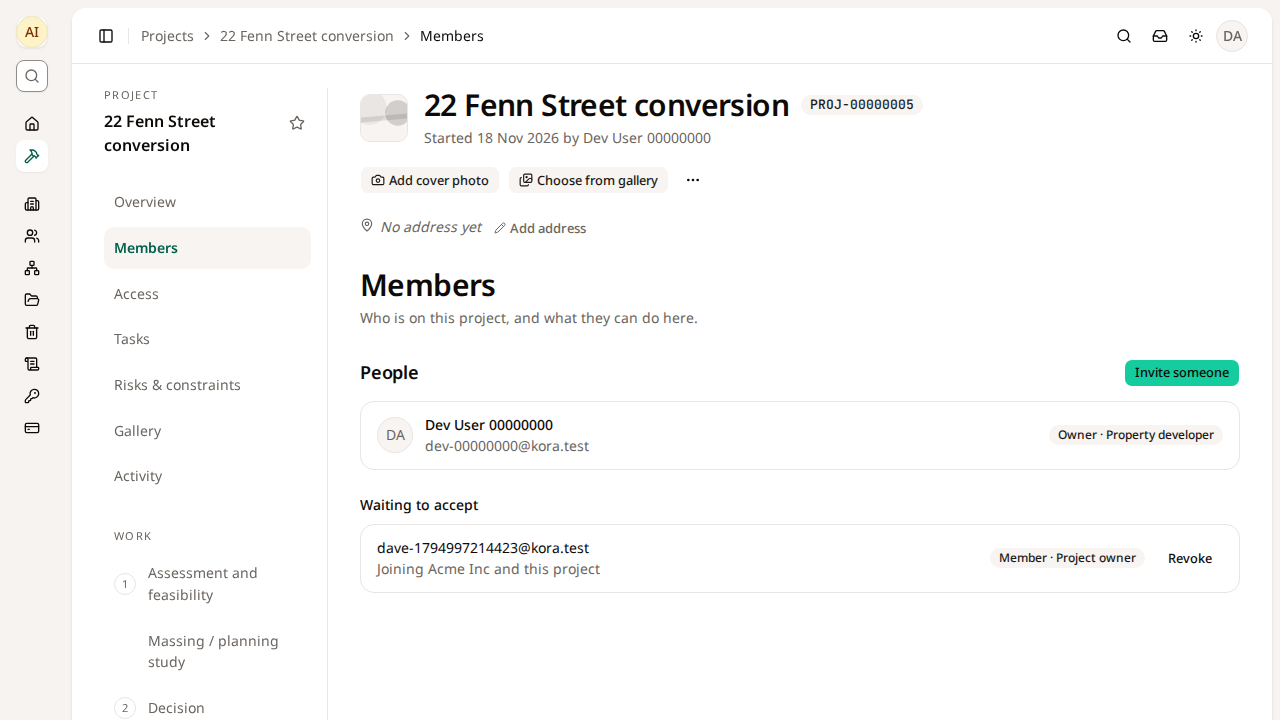 AI
Projects
22 Fenn Street conversion
Members
DA
PROJECT
22 Fenn Street
conversion
Overview
Members
Access
Tasks
Risks & constraints
Gallery
Activity
WORK
1
Assessment and
feasibility
Massing / planning
study
2
Decision
22 Fenn Street conversion
PROJ-00000005
Started 18 Nov 2026 by Dev User 00000000
Add cover photo
Choose from gallery
No address yet
Add address
Members
Who is on this project, and what they can do here.
People
Invite someone
DA
Dev User 00000000
dev-00000000@kora.test
Owner · Property developer
Waiting to accept
dave-1794997214423@kora.test
Joining Acme Inc and this project
Member · Project owner
Revoke